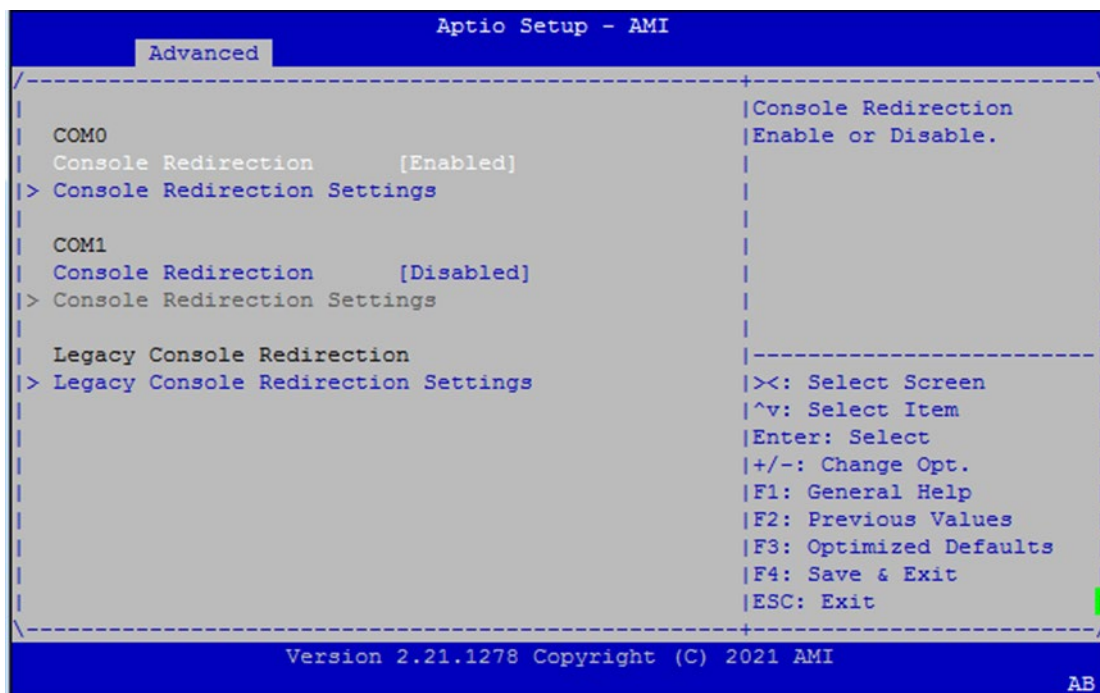 Aptio Setup - AMI
Advanced
COM0
Console Redirection [Enabled]
> Console Redirection Settings
COM1
Console Redirection [Disabled]
> Console Redirection Settings
Legacy Console Redirection
> Legacy Console Redirection Settings
Console Redirection
Enable or Disable.
><: Select Screen
^v: Select Item
Enter: Select
+/-: Change Opt.
F1: General Help
F2: Previous Values
F3: Optimized Defaults
F4: Save & Exit
ESC: Exit
Version 2.21.1278 Copyright (C) 2021 AMI
AB